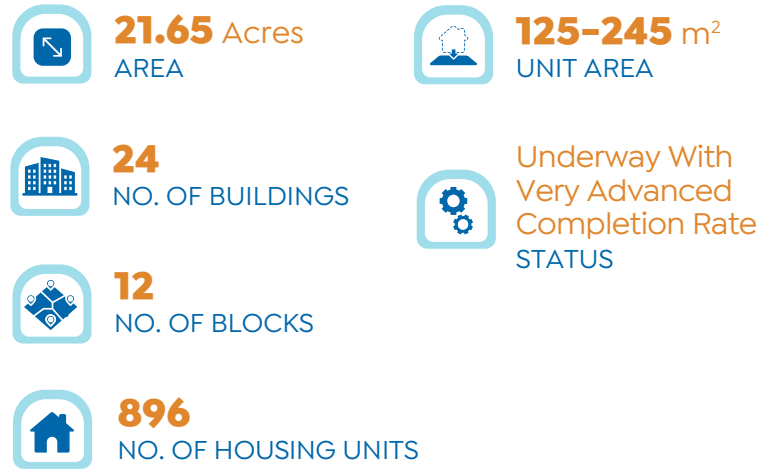 21.65 Acres
AREA
24
NO. OF BUILDINGS
12
NO. OF BLOCKS
896
NO. OF HOUSING UNITS
125-245 m²
UNIT AREA
Underway With
Very Advanced
Completion Rate
STATUS